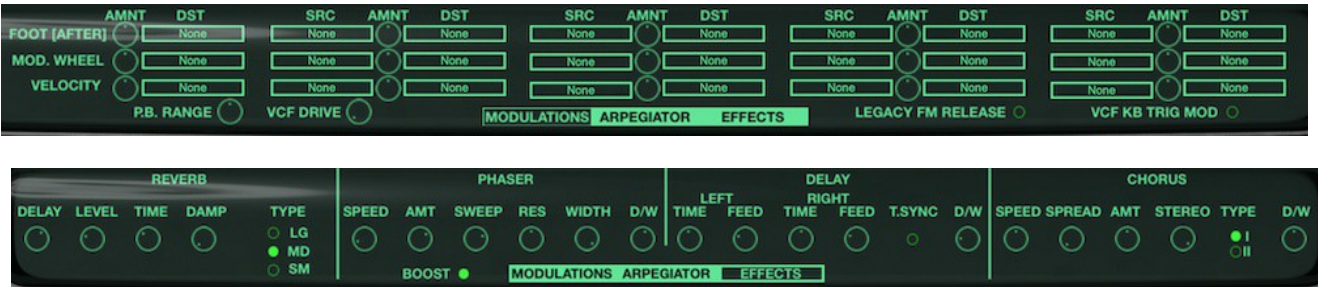 AMNT DST SRC AMNT DST SRC AMNT DST SRC AMNT DST SRC AMNT DST
FOOT [AFTER] None None None None None None None None None
MOD. WHEEL None None None None None None None None None
VELOCITY None None None None None None None None None
P.B. RANGE VCF DRIVE MODULATIONS ARPEGIATOR EFFECTS LEGACY FM RELEASE VCF KB TRIG MOD
REVERB PHASER DELAY CHORUS
LEFT RIGHT
DELAY LEVEL TIME DAMP TYPE SPEED AMT SWEEP RES WIDTH D/W TIME FEED TIME FEED T.SYNC D/W SPEED SPREAD AMT STEREO TYPE D/W
LG I
MD II
SM
BOOST MODULATIONS ARPEGIATOR EFFECTS